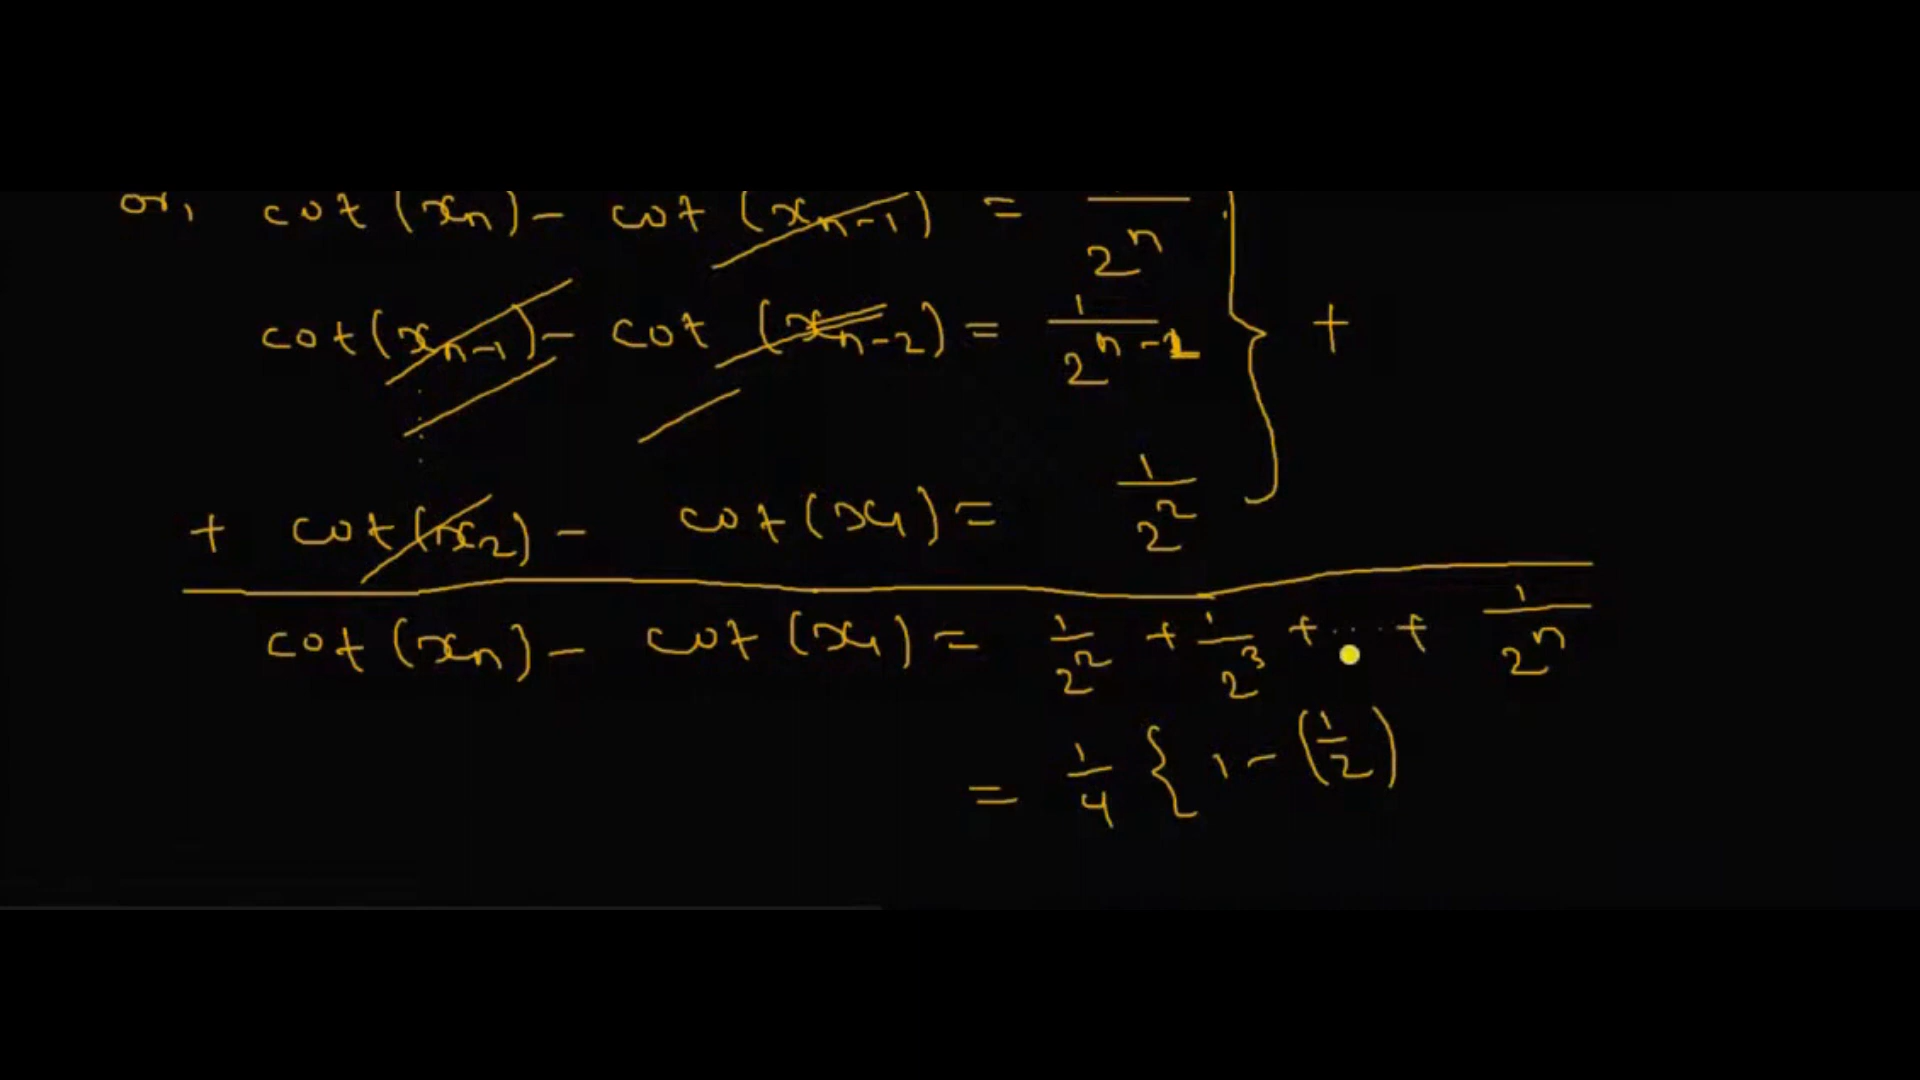 or, cot (xn) - cot (xn-1) = 1/2^n
cot (xn-1) - cot (xn-2) = 1/2^n-1 } +
+ cot (x2) - cot (x1) = 1/2^2
cot (xn) - cot (x1) = 1/2^2 + 1/2^3 + ... + 1/2^n
= 1/4 { 1 - (1/2)